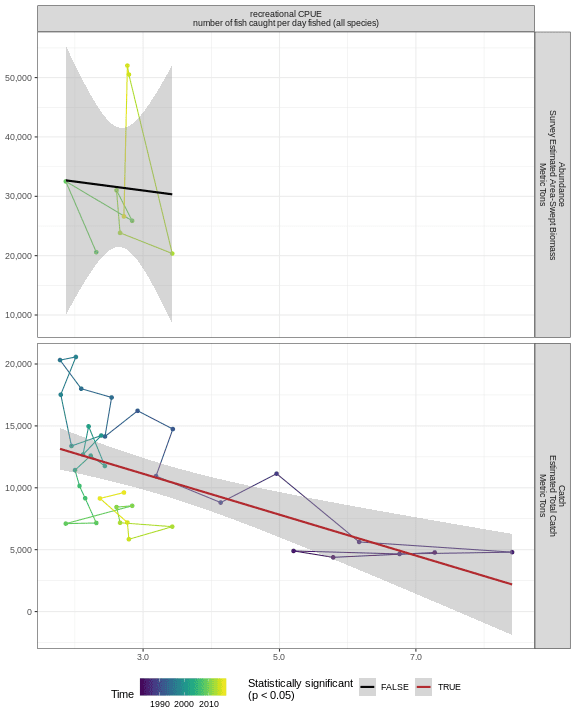 recreational CPUE
number of fish caught per day fished (all species)
50,000
40,000
30,000
20,000
10,000
Abundance
Survey Estimated Area-Swept Biomass
Metric Tons
20,000
15,000
10,000
5,000
0
Catch
Estimated Total Catch
Metric Tons
3.0
5.0
7.0
Time
1990 2000 2010
Statistically significant
(p < 0.05)
FALSE
TRUE